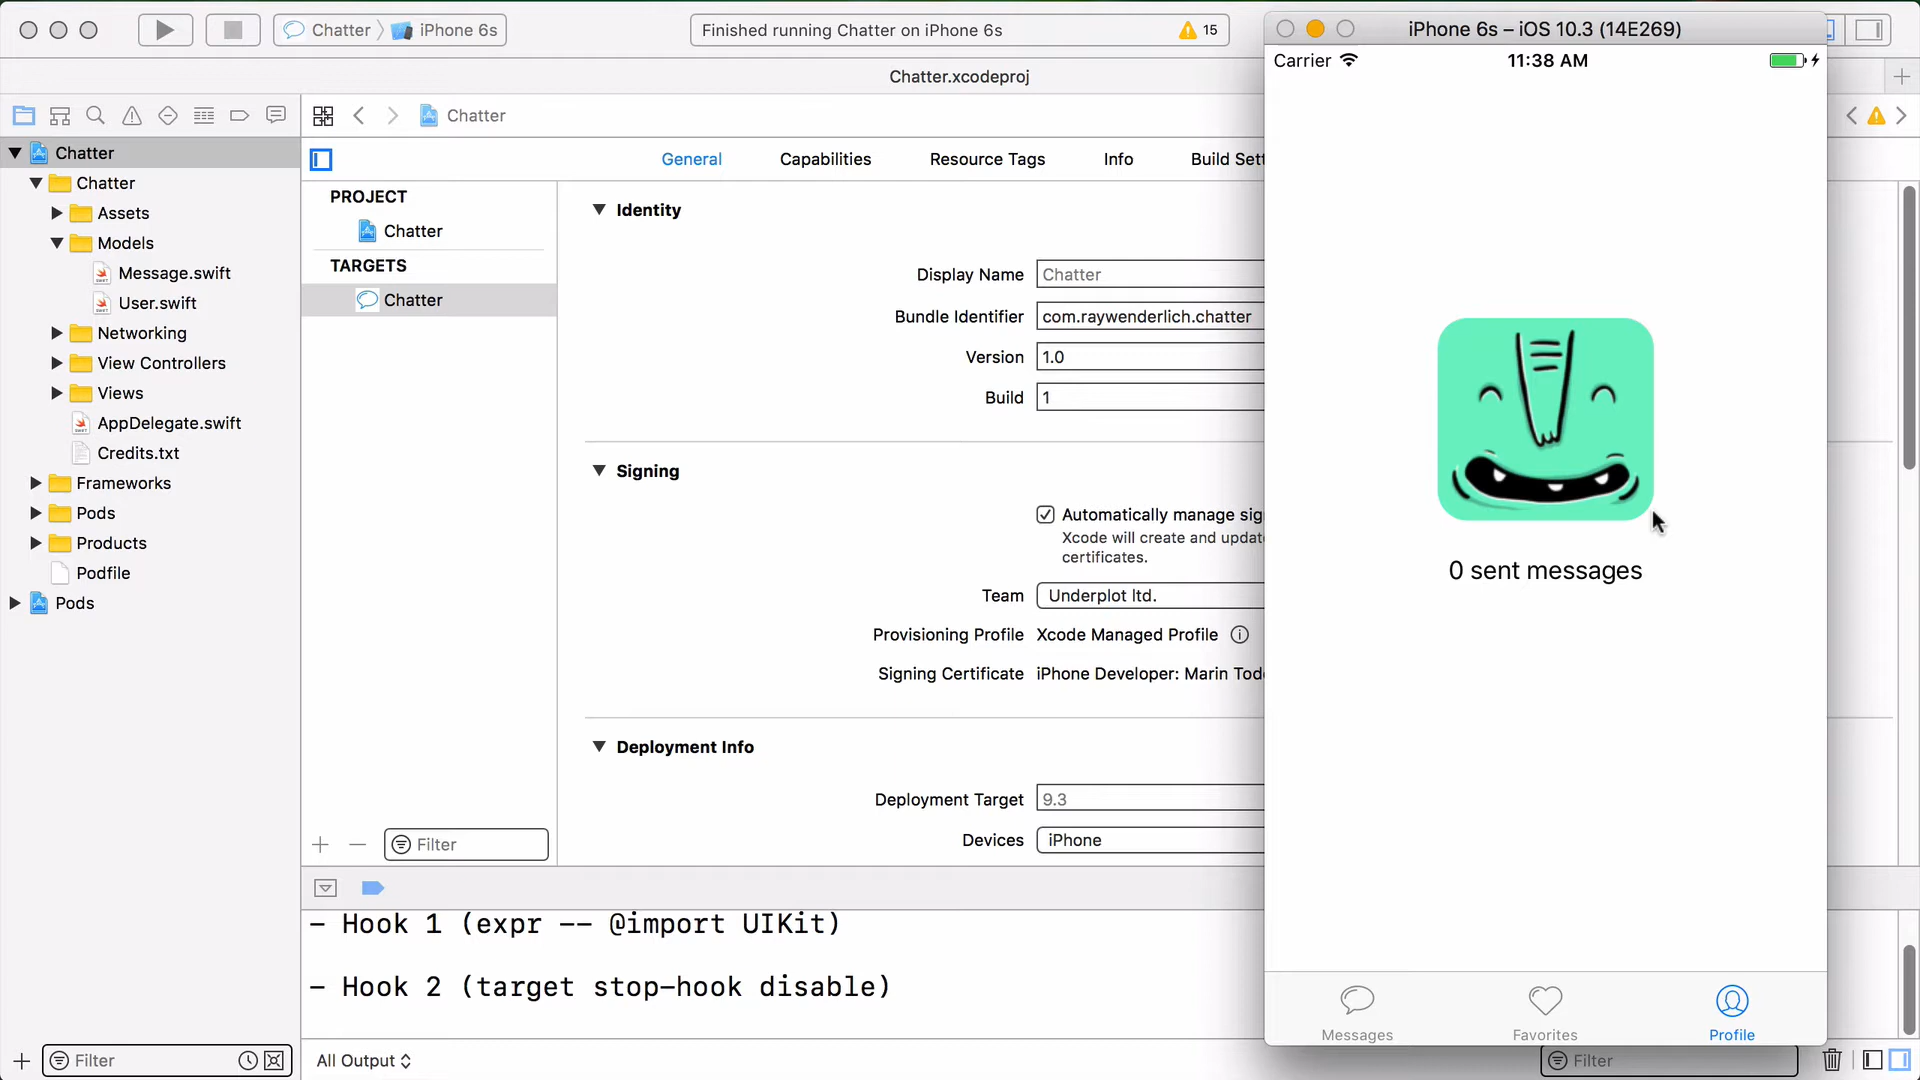 Chatter
iPhone 6s
Finished running Chatter on iPhone 6s
15
Chatter.xcodeproj
Chatter
General
Capabilities
Resource Tags
Info
Build Sett
Chatter
Chatter
Assets
Models
Message.swift
User.swift
Networking
View Controllers
Views
AppDelegate.swift
Credits.txt
Frameworks
Pods
Products
Podfile
Pods
Filter
PROJECT
Chatter
TARGETS
Chatter
Filter
Identity
Display Name Chatter
Bundle Identifier com.raywenderlich.chatter
Version 1.0
Build 1
Signing
Automatically manage sig
Xcode will create and updat
certificates.
Team Underplot ltd.
Provisioning Profile Xcode Managed Profile
Signing Certificate iPhone Developer: Marin Tod
Deployment Info
Deployment Target 9.3
Devices iPhone
- Hook 1 (expr -- @import UIKit)
- Hook 2 (target stop-hook disable)
All Output
Filter
iPhone 6s – iOS 10.3 (14E269)
Carrier
11:38 AM
0 sent messages
Messages
Favorites
Profile